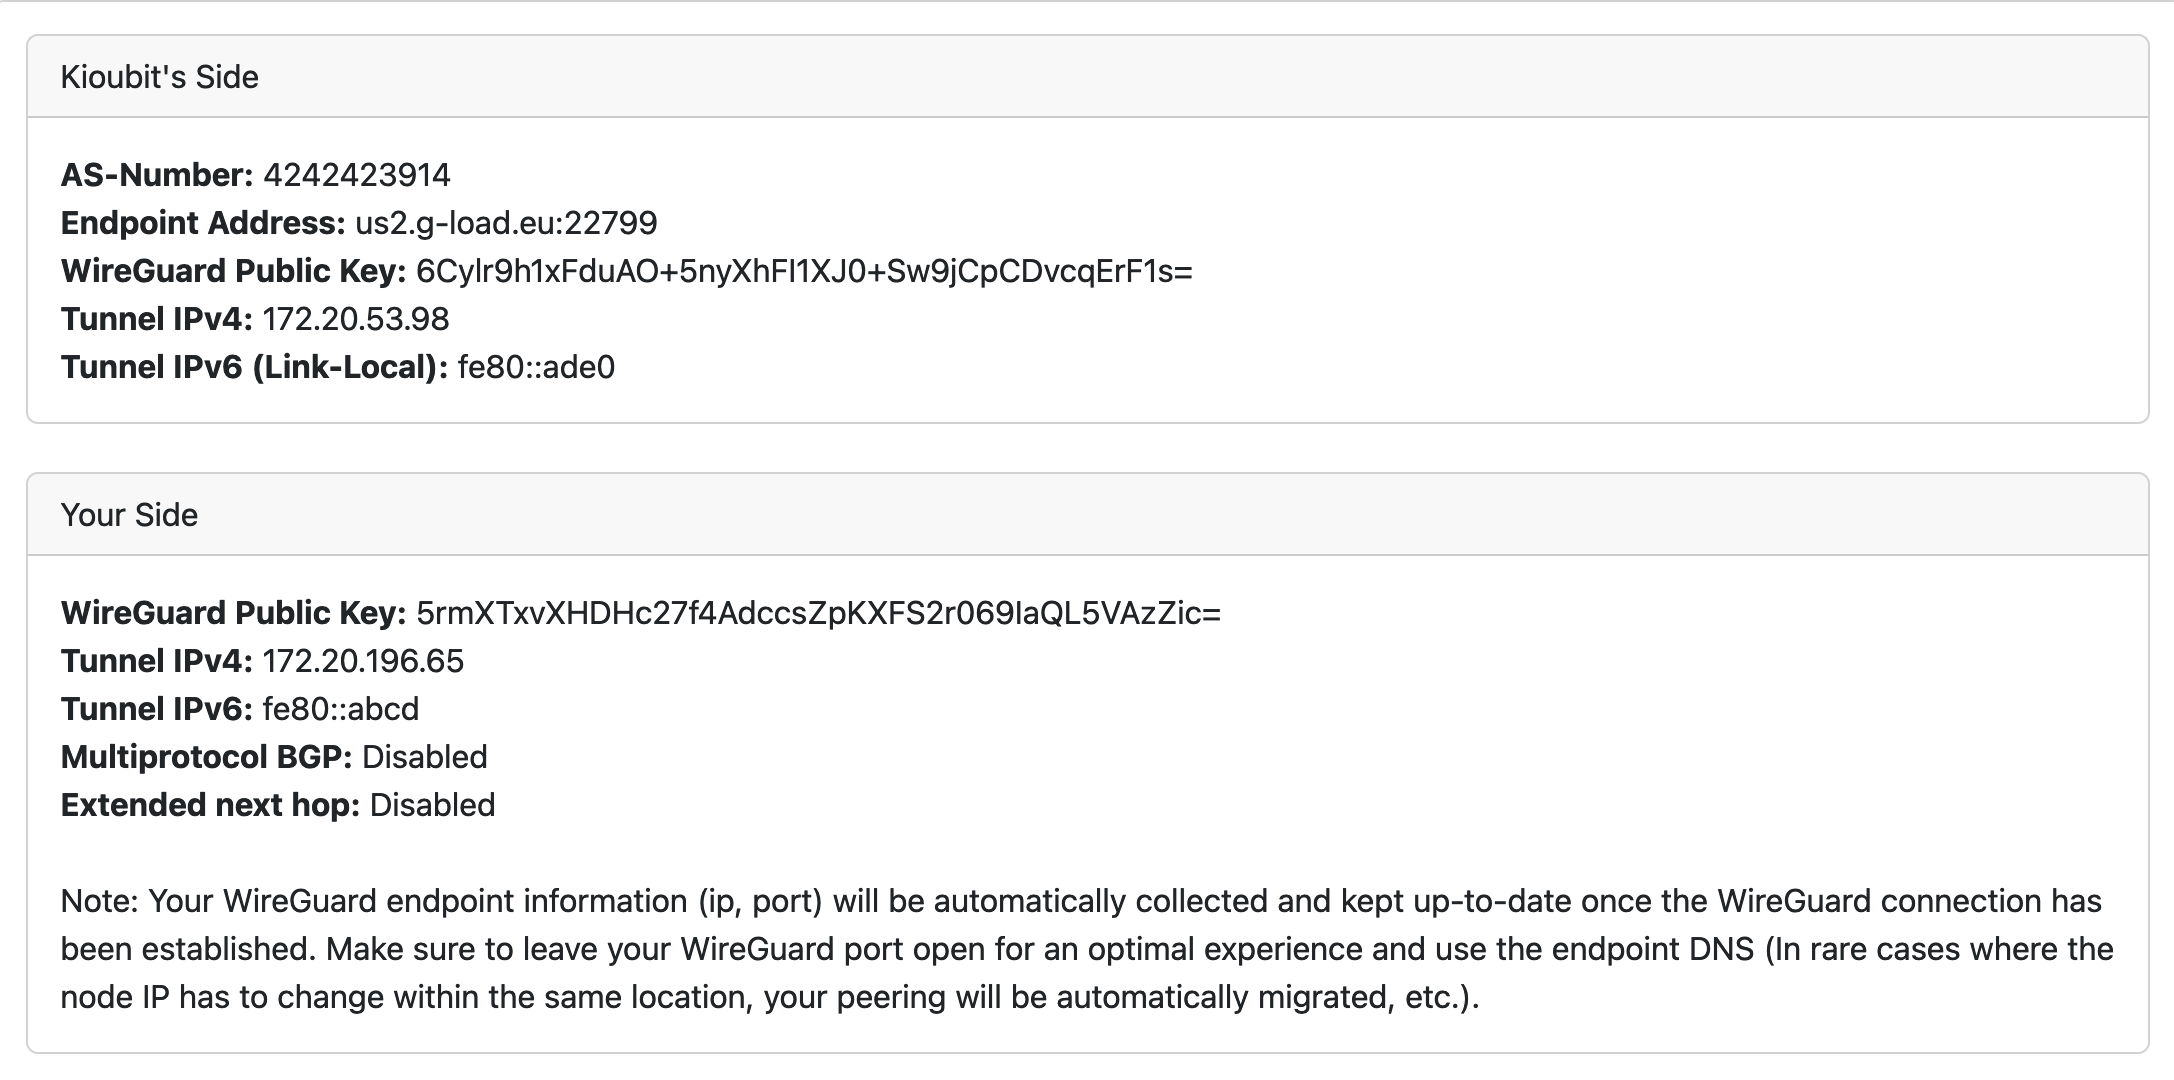 Kioubit's Side
AS-Number: 4242423914
Endpoint Address: us2.g-load.eu:22799
WireGuard Public Key: 6Cylr9h1xFduAO+5nyXhFI1XJ0+Sw9jCpCDvcqErF1s=
Tunnel IPv4: 172.20.53.98
Tunnel IPv6 (Link-Local): fe80::ade0
Your Side
WireGuard Public Key: 5rmXTxvXHDHc27f4AdccsZpKXFS2r069IaQL5VAzZic=
Tunnel IPv4: 172.20.196.65
Tunnel IPv6: fe80::abcd
Multiprotocol BGP: Disabled
Extended next hop: Disabled
Note: Your WireGuard endpoint information (ip, port) will be automatically collected and kept up-to-date once the WireGuard connection has
been established. Make sure to leave your WireGuard port open for an optimal experience and use the endpoint DNS (In rare cases where the
node IP has to change within the same location, your peering will be automatically migrated, etc.).